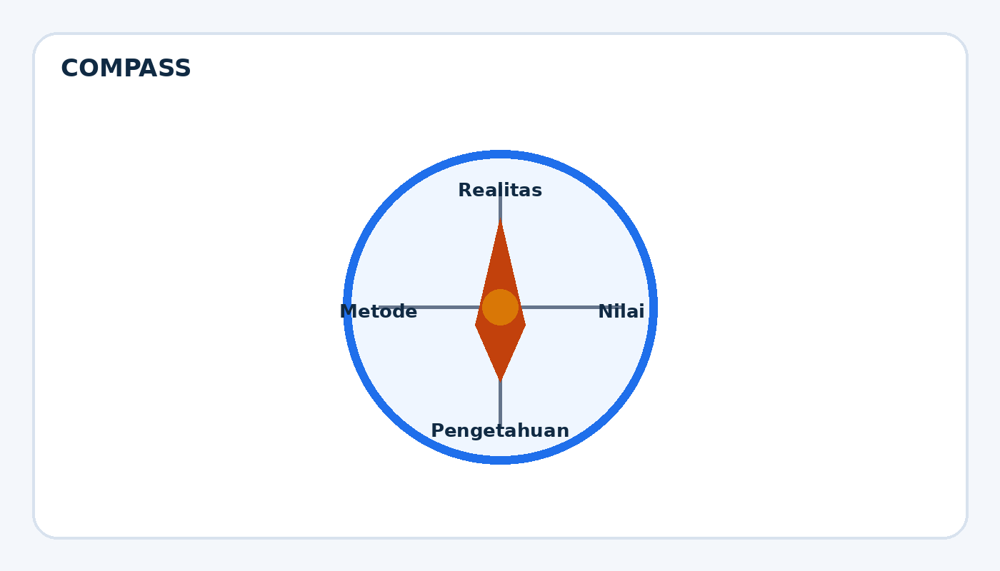 COMPASS
Realitas
Metode
Nilai
Pengetahuan